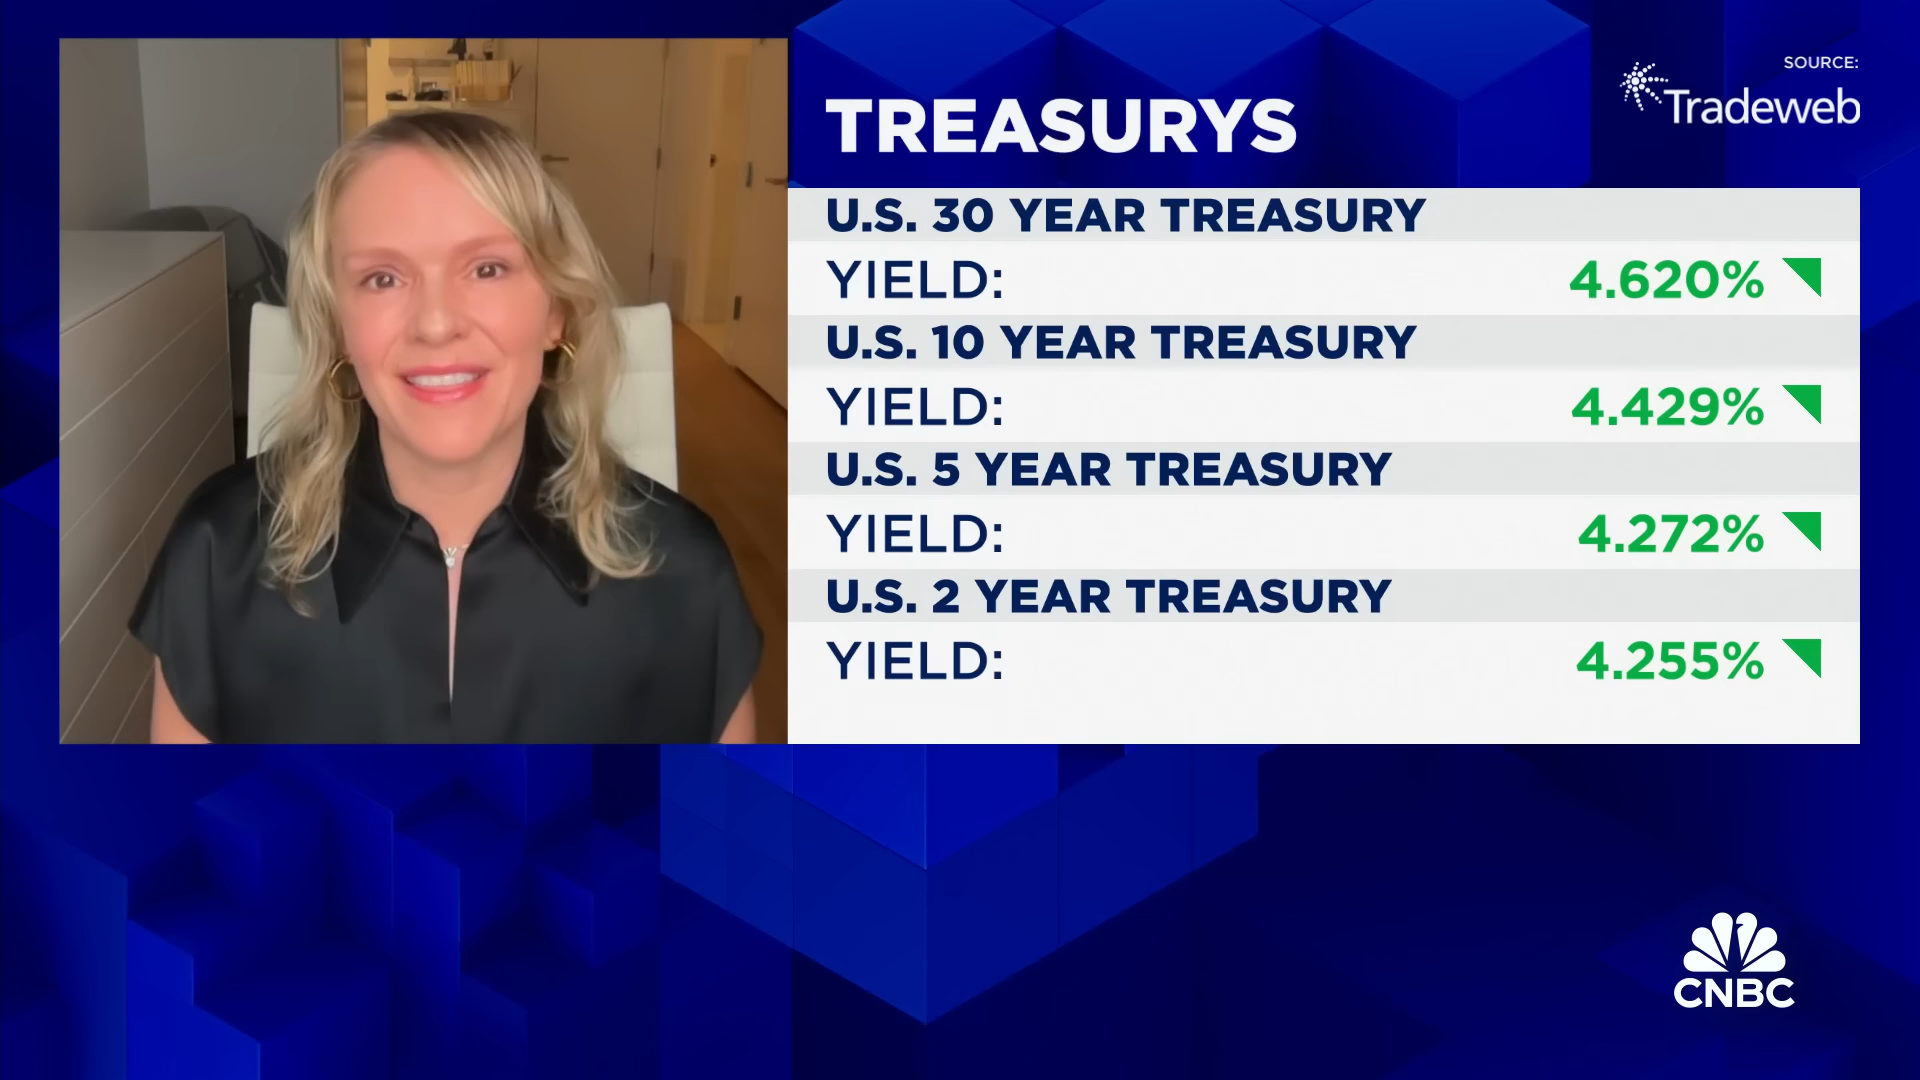 TREASURYS
SOURCE:
Tradeweb
U.S. 30 YEAR TREASURY
YIELD: 4.620%
U.S. 10 YEAR TREASURY
YIELD: 4.429%
U.S. 5 YEAR TREASURY
YIELD: 4.272%
U.S. 2 YEAR TREASURY
YIELD: 4.255%
CNBC